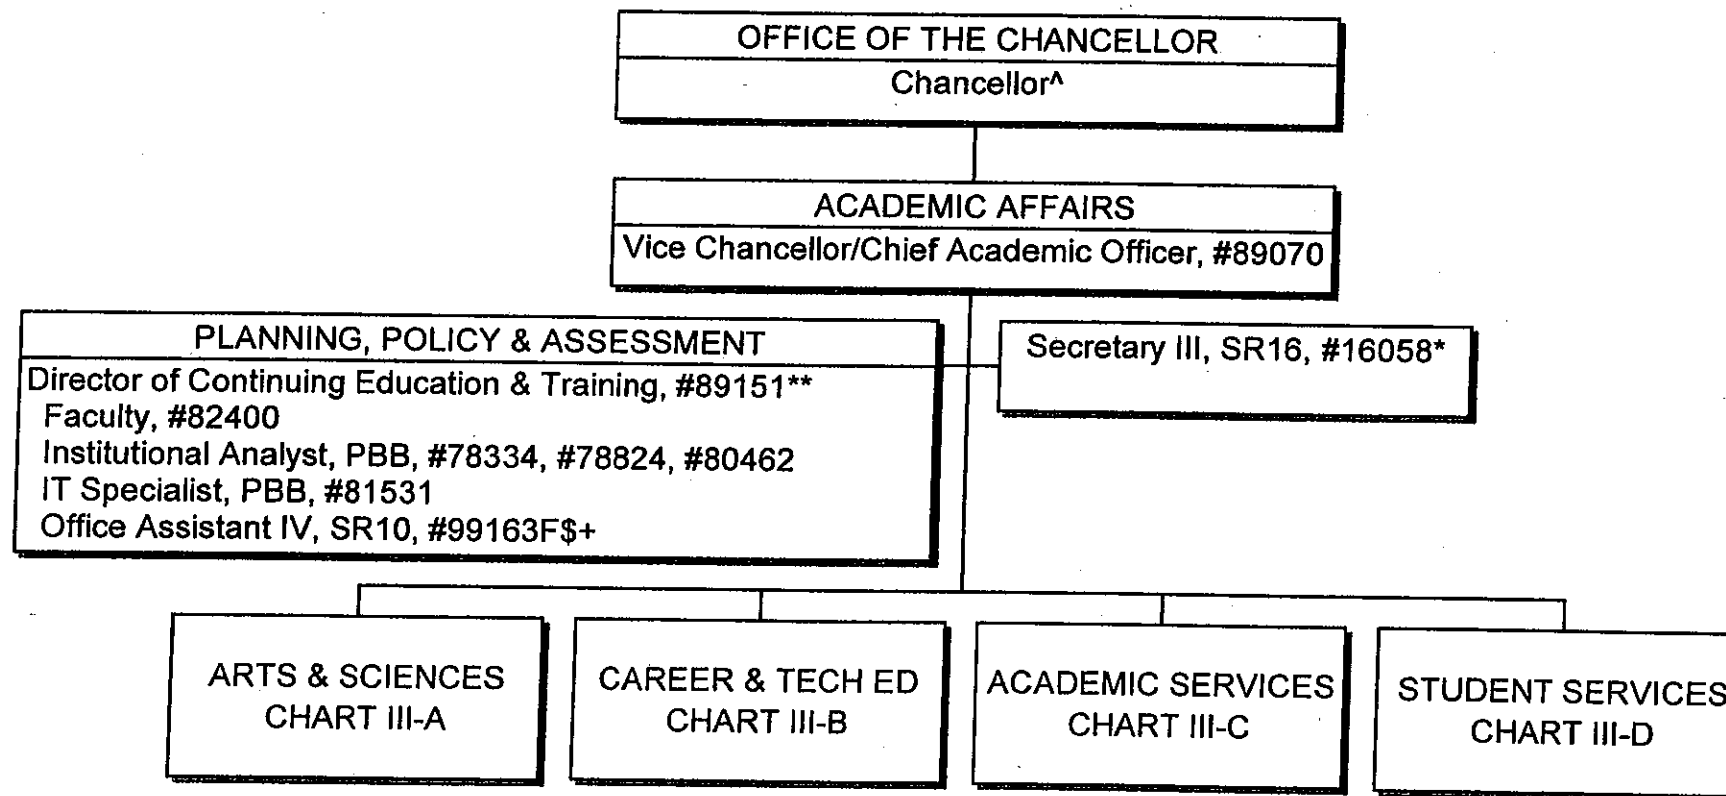 OFFICE OF THE CHANCELLOR
Chancellor^
ACADEMIC AFFAIRS
Vice Chancellor/Chief Academic Officer, #89070
PLANNING, POLICY & ASSESSMENT
Director of Continuing Education & Training, #89151**
Faculty, #82400
Institutional Analyst, PBB, #78334, #78824, #80462
IT Specialist, PBB, #81531
Office Assistant IV, SR10, #99163F$+
Secretary III, SR16, #16058*
ARTS & SCIENCES
CHART III-A
CAREER & TECH ED
CHART III-B
ACADEMIC SERVICES
CHART III-C
STUDENT SERVICES
CHART III-D